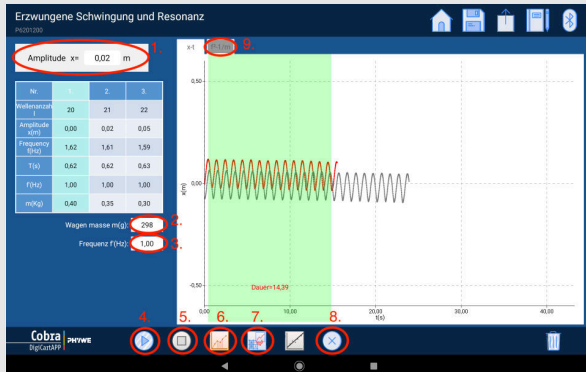 Erzwungene Schwingung und Resonanz
P6201200
1.
Amplitude x= 0,02 m
Nr. 1. 2. 3.
Wellenanzah
l 20 21 22
Amplitude
x(m) 0,00 0,02 0,05
Frequency
f(Hz) 1,62 1,61 1,59
T(s) 0,62 0,62 0,63
f'(Hz) 1,00 1,00 1,00
m(Kg) 0,40 0,35 0,30
Wagen masse m(g): 298
2.
Frequenz f'(Hz): 1,00
3.
x-t
9.
0,50
x(m)
0,00
-0,50
Dauer=14,39
0,00 10,00 20,00 30,00 40,00
t(s)
4. 5. 6. 7. 8.
Cobra
DigiCartAPP
PHYWE